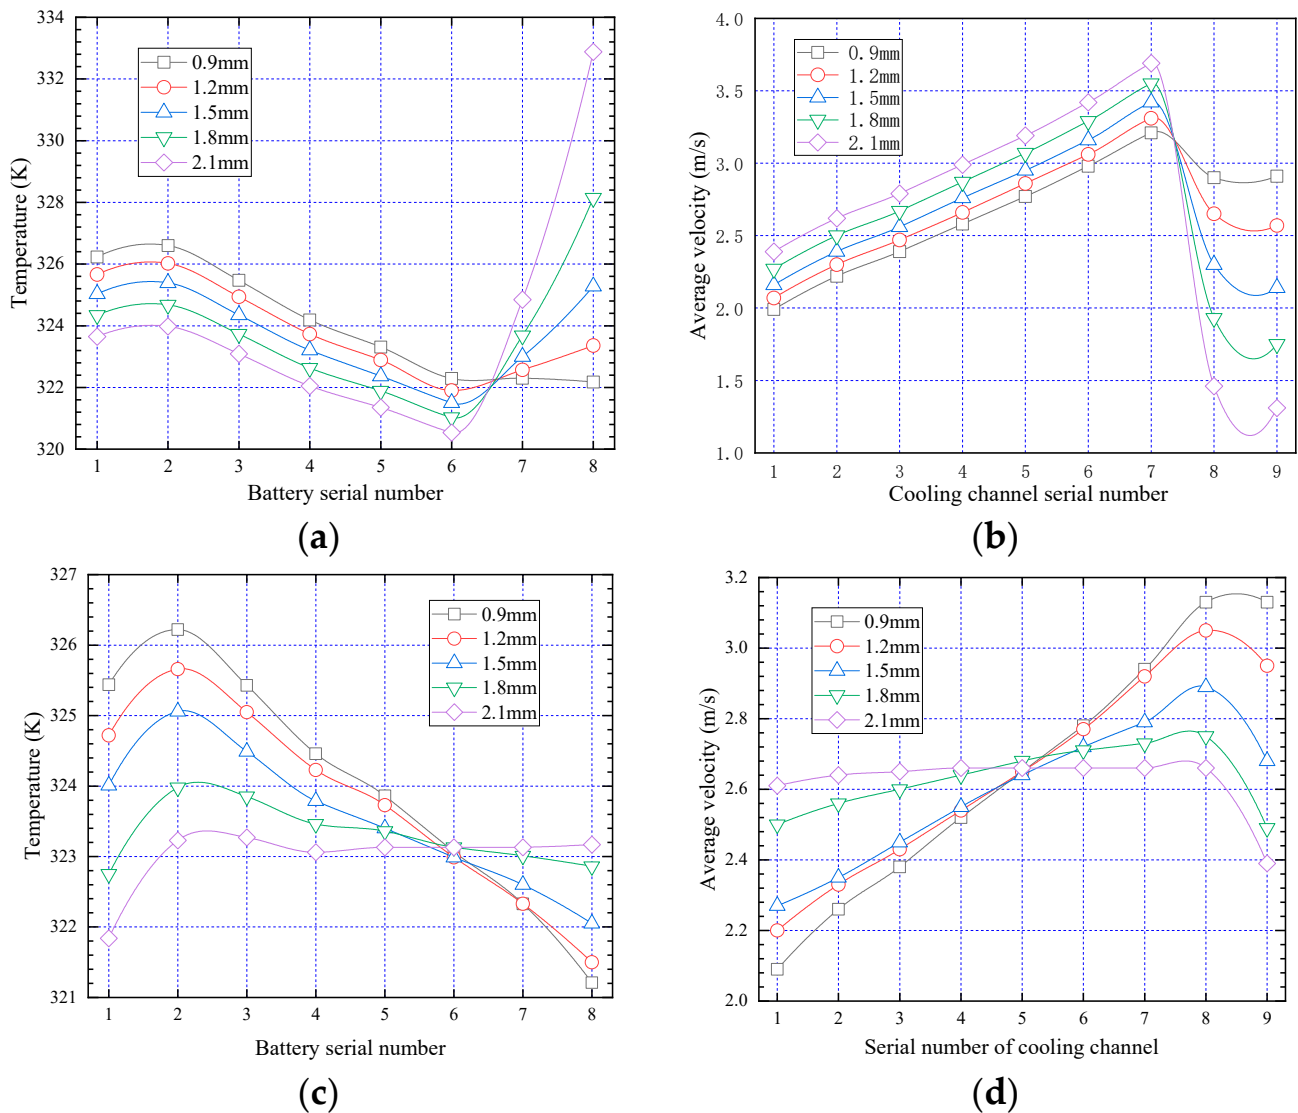 334
332
330
328
326
324
322
320
Temperature (K)
0.9mm
1.2mm
1.5mm
1.8mm
2.1mm
1 2 3 4 5 6 7 8
Battery serial number
(a)
4.0
3.5
3.0
2.5
2.0
1.5
1.0
Average velocity (m/s)
0.9mm
1.2mm
1.5mm
1.8mm
2.1mm
1 2 3 4 5 6 7 8 9
Cooling channel serial number
(b)
327
326
325
324
323
322
321
Temperature (K)
0.9mm
1.2mm
1.5mm
1.8mm
2.1mm
1 2 3 4 5 6 7 8
Battery serial number
(c)
3.2
3.0
2.8
2.6
2.4
2.2
2.0
Average velocity (m/s)
0.9mm
1.2mm
1.5mm
1.8mm
2.1mm
1 2 3 4 5 6 7 8 9
Serial number of cooling channel
(d)